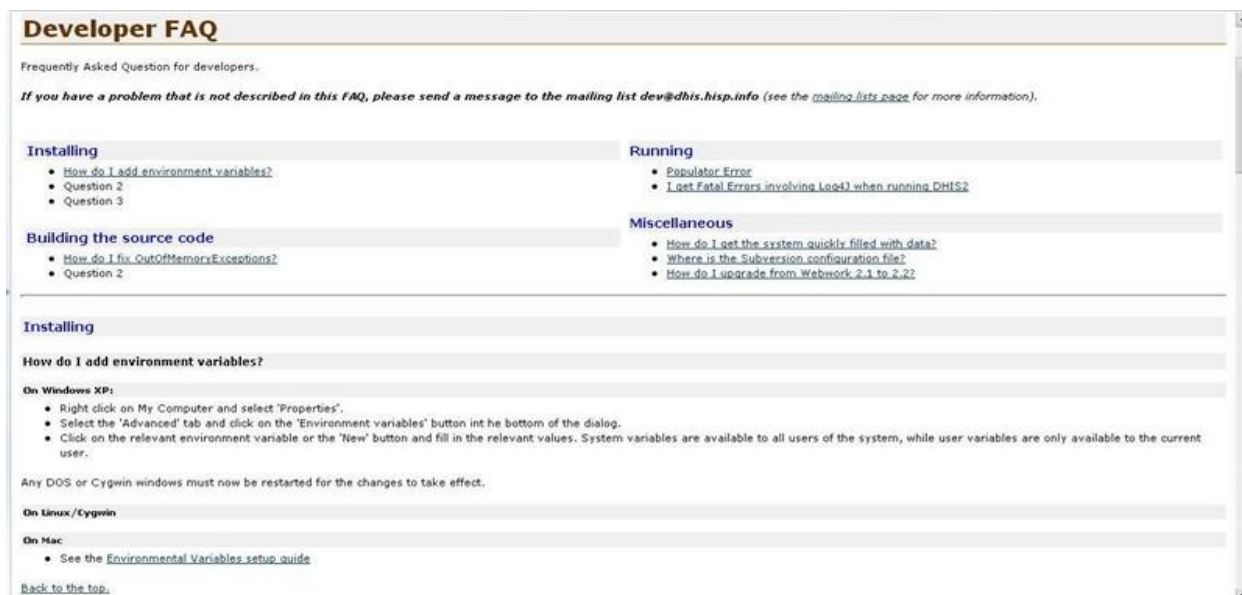 Developer FAQ
Frequently Asked Question for developers.
If you have a problem that is not described in this FAQ, please send a message to the mailing list dev@dhis.hisp.info (see the mailing lists page for more information).
Installing
How do I add environment variables?
Question 2
Question 3
Building the source code
How do I fix OutOfMemoryExceptions?
Question 2
Running
Populator Error
I get Fatal Errors involving Log4J when running DHIS2
Miscellaneous
How do I get the system quickly filled with data?
Where is the Subversion configuration file?
How do I upgrade from Webwork 2.1 to 2.2?
Installing
How do I add environment variables?
On Windows XP:
Right click on My Computer and select 'Properties'.
Select the 'Advanced' tab and click on the 'Environment variables' button int he bottom of the dialog.
Click on the relevant environment variable or the 'New' button and fill in the relevant values. System variables are available to all users of the system, while user variables are only available to the current
user.
Any DOS or Cygwin windows must now be restarted for the changes to take effect.
On Linux/Cygwin
On Mac
See the Environmental Variables setup guide
Back to the top.